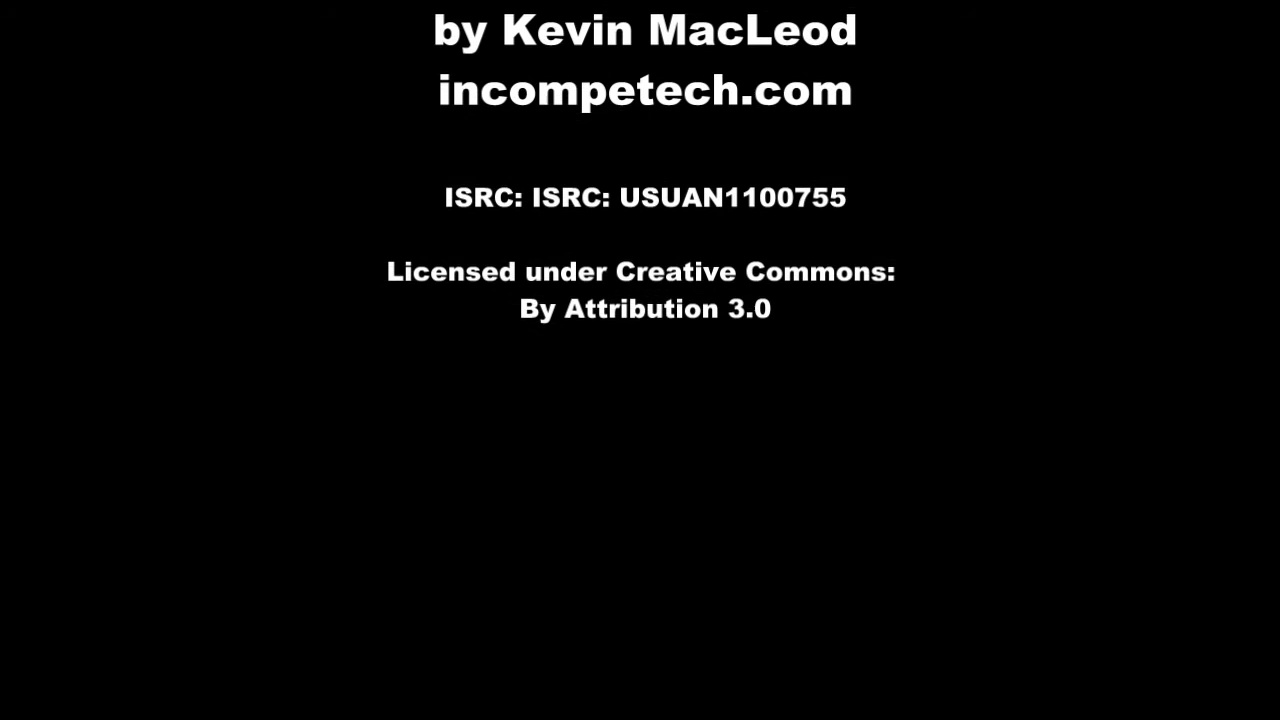 by Kevin MacLeod
incompetech.com
ISRC: ISRC: USUAN1100755
Licensed under Creative Commons:
By Attribution 3.0